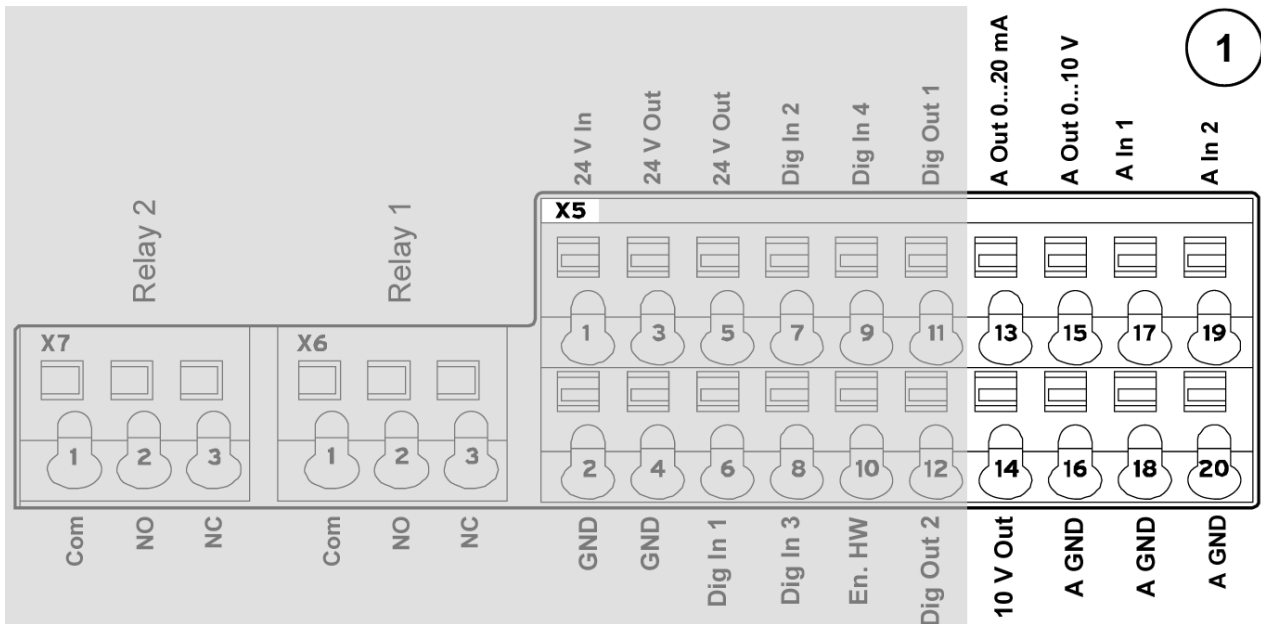 1
24 V In
24 V Out
24 V Out
Dig In 2
Dig In 4
Dig Out 1
A Out 0...20 mA
A Out 0...10 V
A In 1
A In 2
Relay 2
Relay 1
X5
1 3 5 7 9 11 13 15 17 19
X7
X6
1 2 3
1 2 3
2 4 6 8 10 12 14 16 18 20
Com
NO
NC
Com
NO
NC
GND
GND
Dig In 1
Dig In 3
En. HW
Dig Out 2
10 V Out
A GND
A GND
A GND